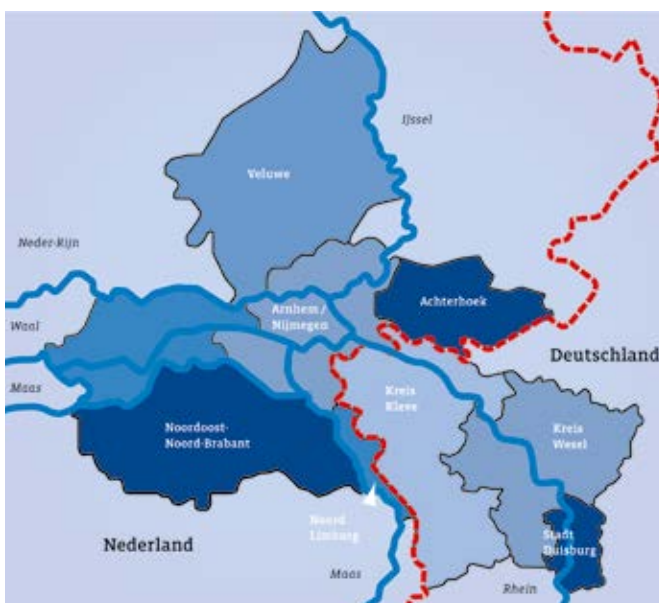 IJssel
Veluwe
Neder-Rijn
Achterhoek
Arnhem /
Nijmegen
Waal
Deutschland
Maas
Kreis
Kleve
Kreis
Wesel
Noordoost-
Noord-Brabant
Noord
Limburg
Stadt
Duisburg
Nederland
Maas
Rhein